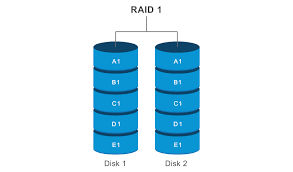 RAID 1
A1 A1
B1 B1
C1 C1
D1 D1
E1 E1
Disk 1 Disk 2